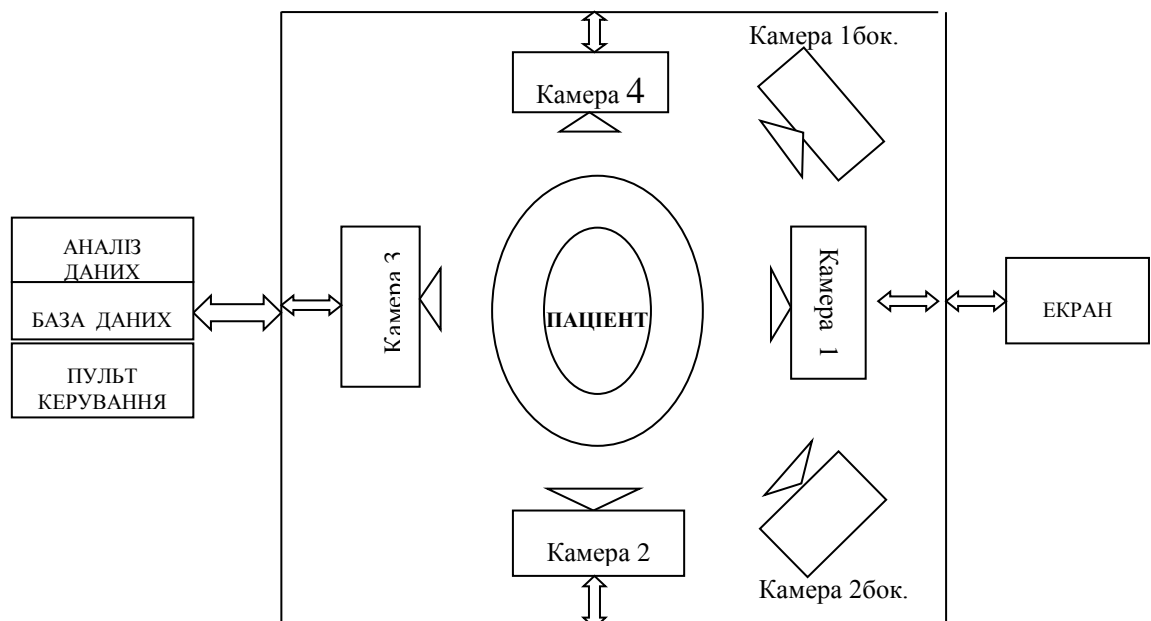 Камера 1бок.
Камера 4
АНАЛІЗ
ДАНИХ
БАЗА ДАНИХ
ПУЛЬТ
КЕРУВАННЯ
Камера 3
ПАЦІЕНТ
Камера 1
ЕКРАН
Камера 2
Камера 2бок.